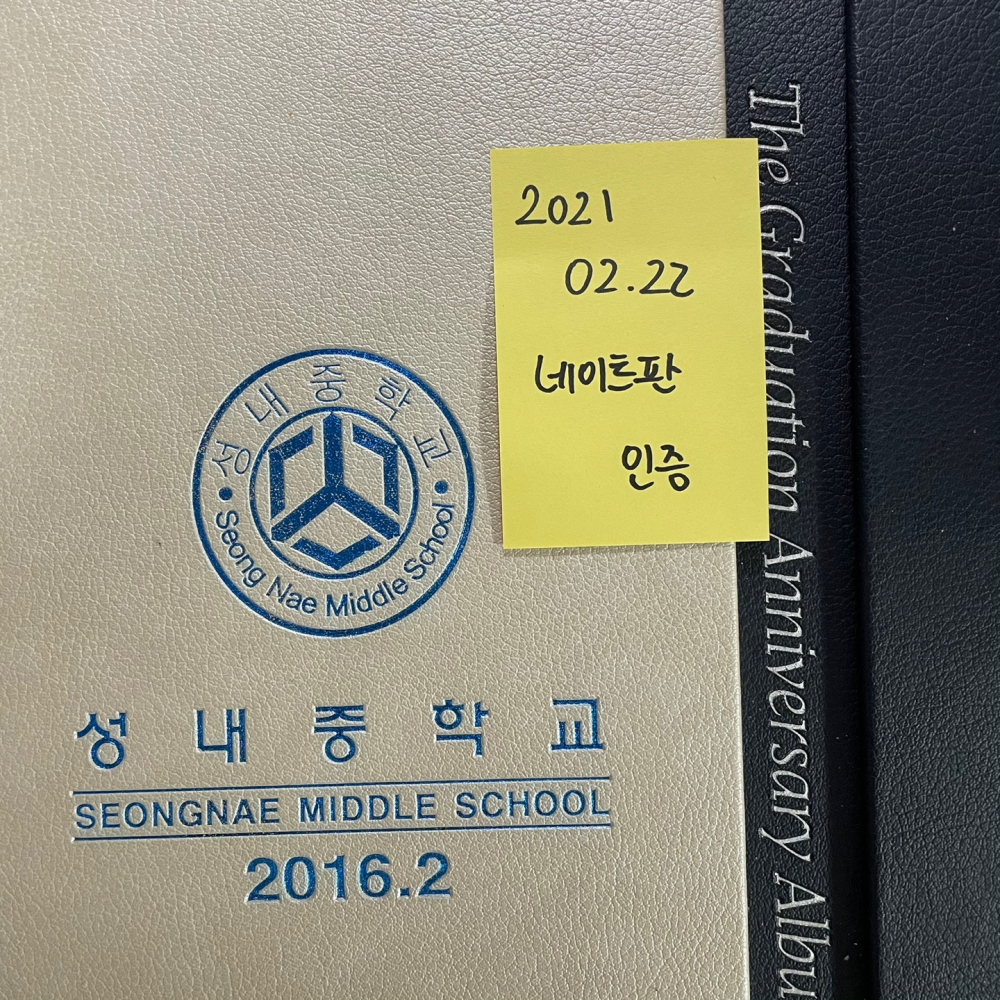 2021
02.22
네이트판
인증
성내중학교
Seong Nae Middle School
성내중학교
SEONGNAE MIDDLE SCHOOL
2016.2
The Graduation Anniversary Albu